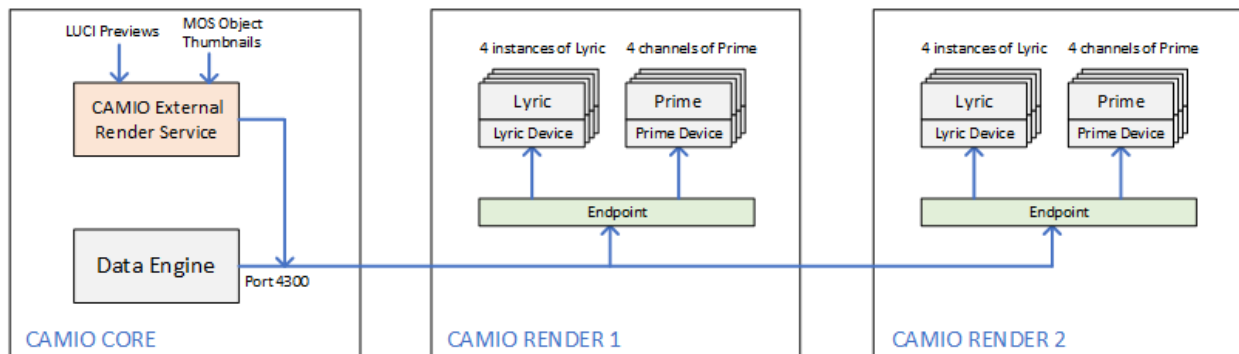 LUCI Previews
MOS Object
Thumbnails
CAMIO External
Render Service
Data Engine
Port 4300
CAMIO CORE
4 instances of Lyric
4 channels of Prime
Lyric
Lyric Device
Prime
Prime Device
Endpoint
CAMIO RENDER 1
4 instances of Lyric
4 channels of Prime
Lyric
Lyric Device
Prime
Prime Device
Endpoint
CAMIO RENDER 2